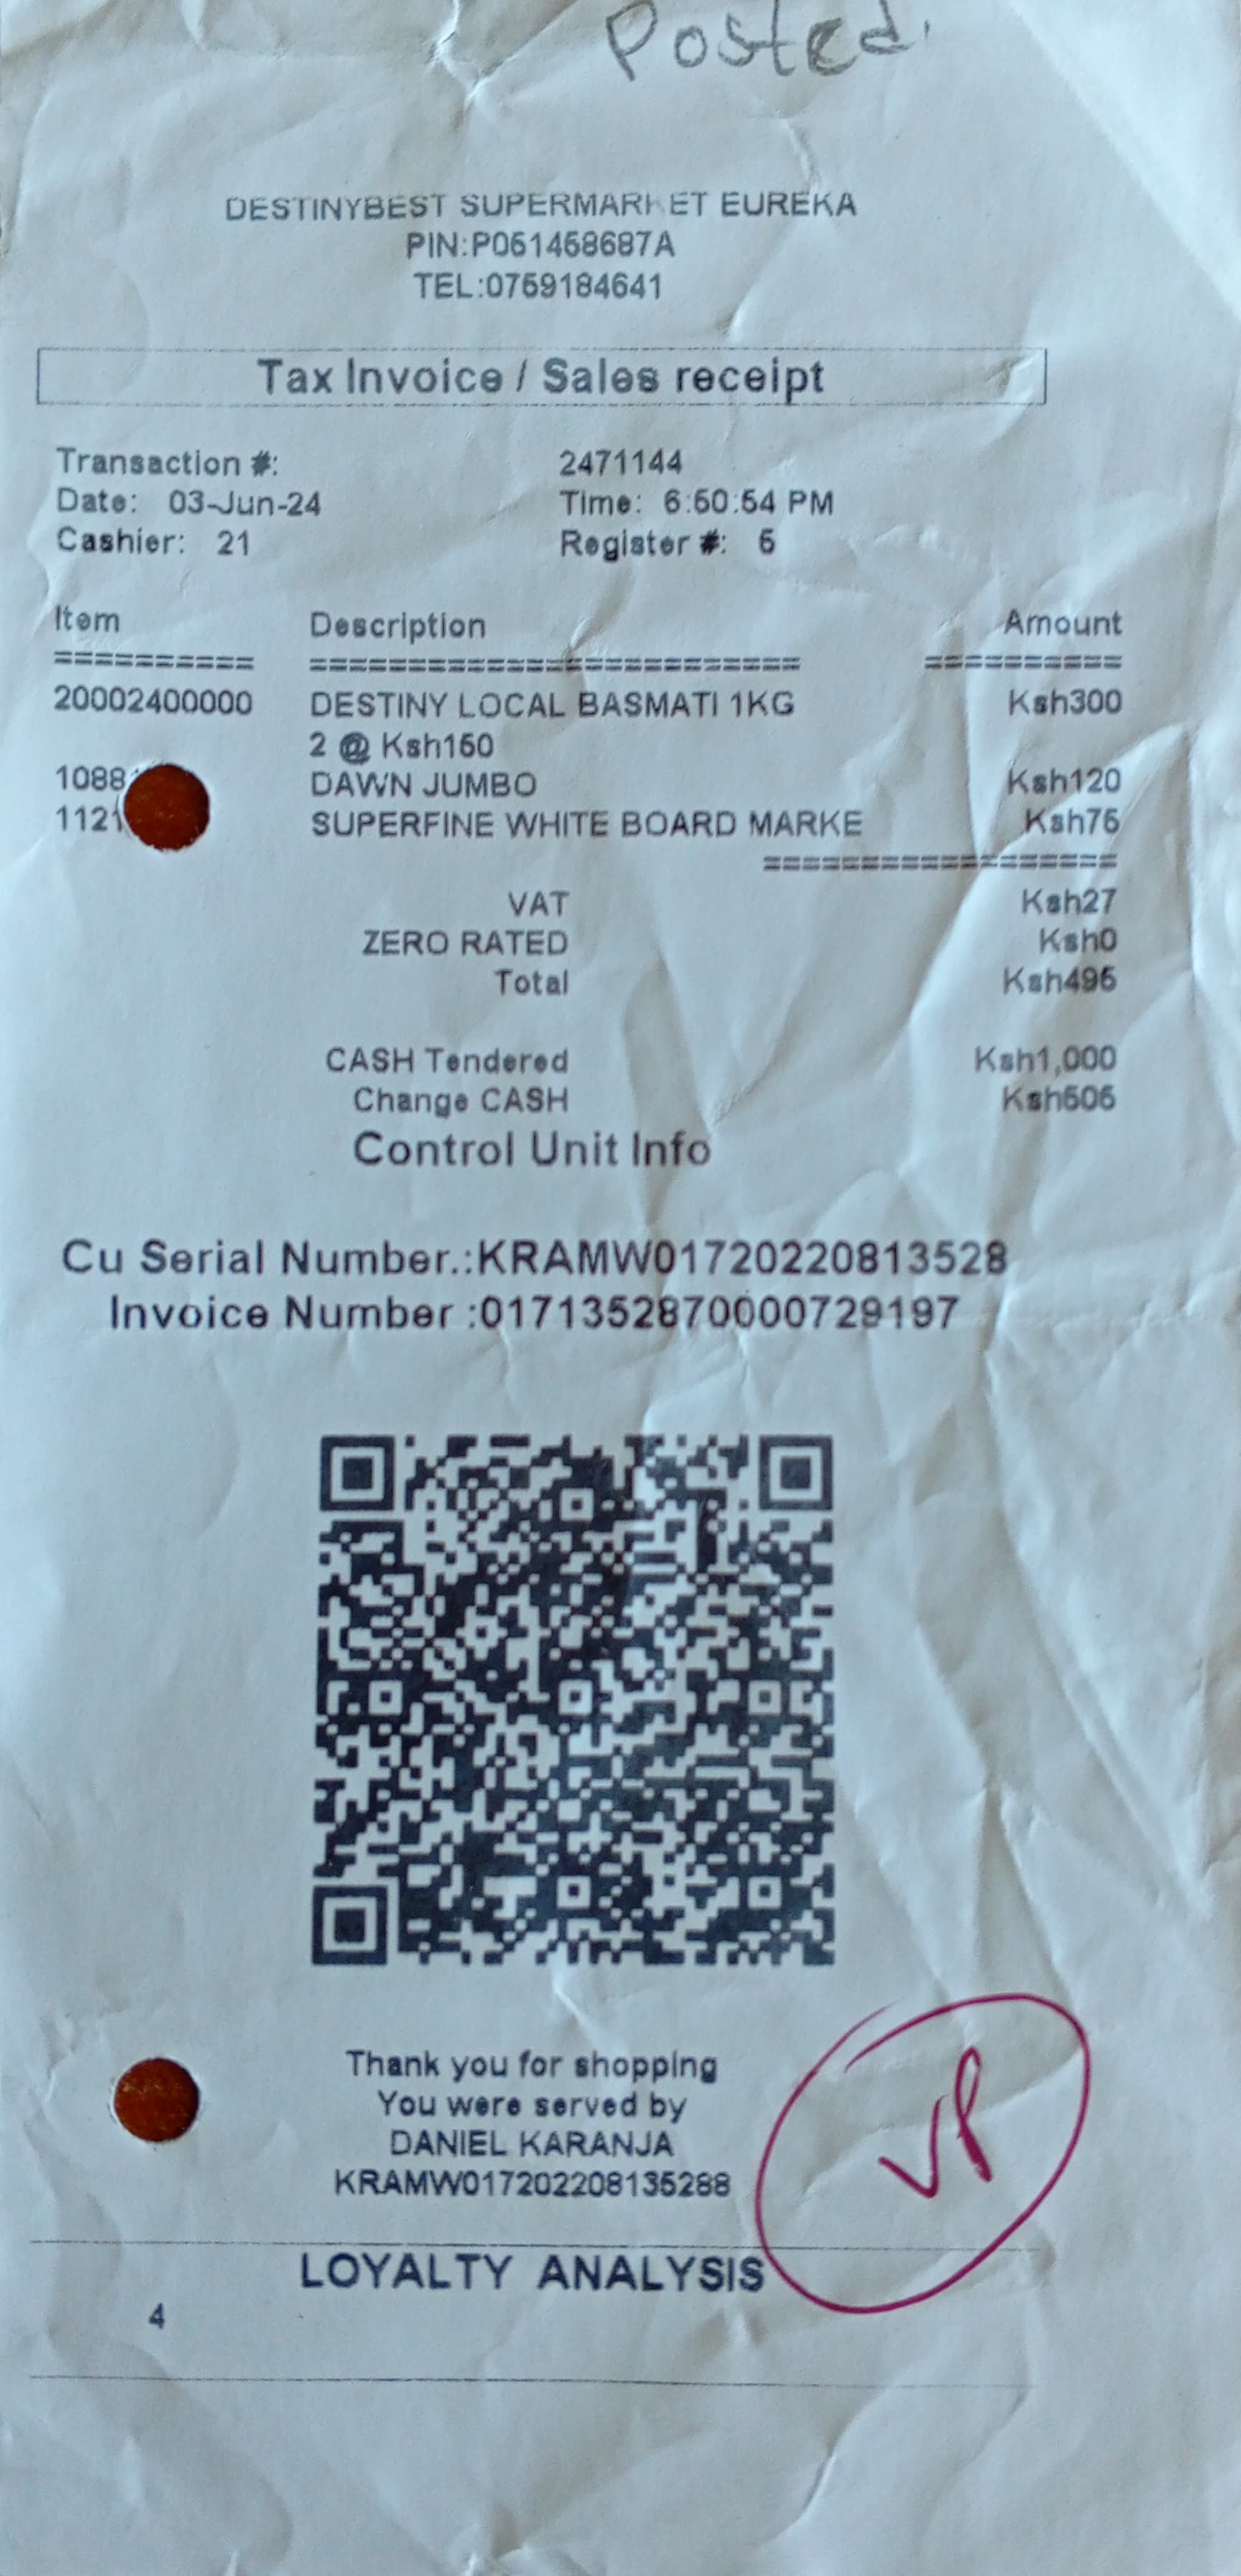 Posted.
DESTINYBEST SUPERMARKET EUREKA
PIN:P051458687A
TEL:0759184641
Tax Invoice / Sales receipt
Transaction #: 2471144
Date: 03-Jun-24 Time: 6:50:54 PM
Cashier: 21 Register #: 5
Item Description Amount
========== ========================= ==========
20002400000 DESTINY LOCAL BASMATI 1KG Ksh300
2 @ Ksh150
1088 DAWN JUMBO Ksh120
1121 SUPERFINE WHITE BOARD MARKE Ksh75
==================
VAT Ksh27
ZERO RATED Ksh0
Total Ksh495
CASH Tendered Ksh1,000
Change CASH Ksh505
Control Unit Info
Cu Serial Number.:KRAMW01720220813528
Invoice Number :0171352870000729197
Thank you for shopping
You were served by
DANIEL KARANJA
KRAMW017202208135288
VP
LOYALTY ANALYSIS
4